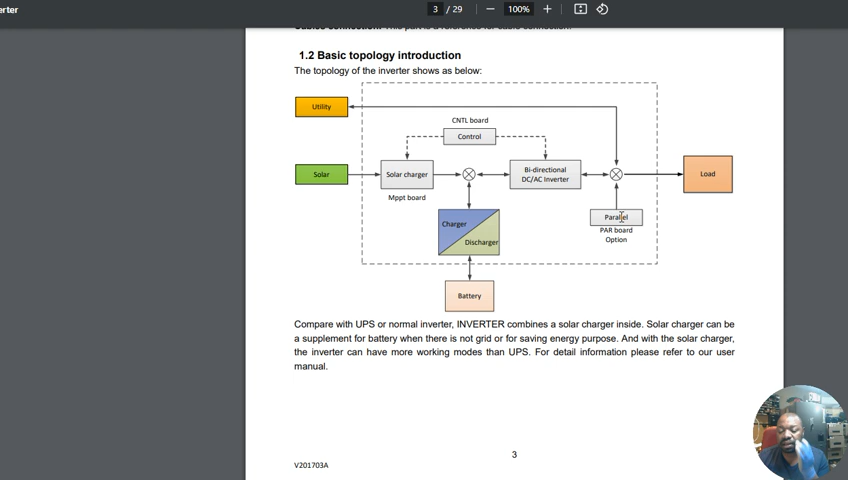 erter
3 / 29
100%
1.2 Basic topology introduction
The topology of the inverter shows as below:
Utility
CNTL board
Control
Solar
Solar charger
Bi-directional
DC/AC Inverter
Load
Mppt board
Parallel
Charger
Discharger
PAR board
Option
Battery
Compare with UPS or normal inverter, INVERTER combines a solar charger inside. Solar charger can be
a supplement for battery when there is not grid or for saving energy purpose. And with the solar charger,
the inverter can have more working modes than UPS. For detail information please refer to our user
manual.
3
V201703A